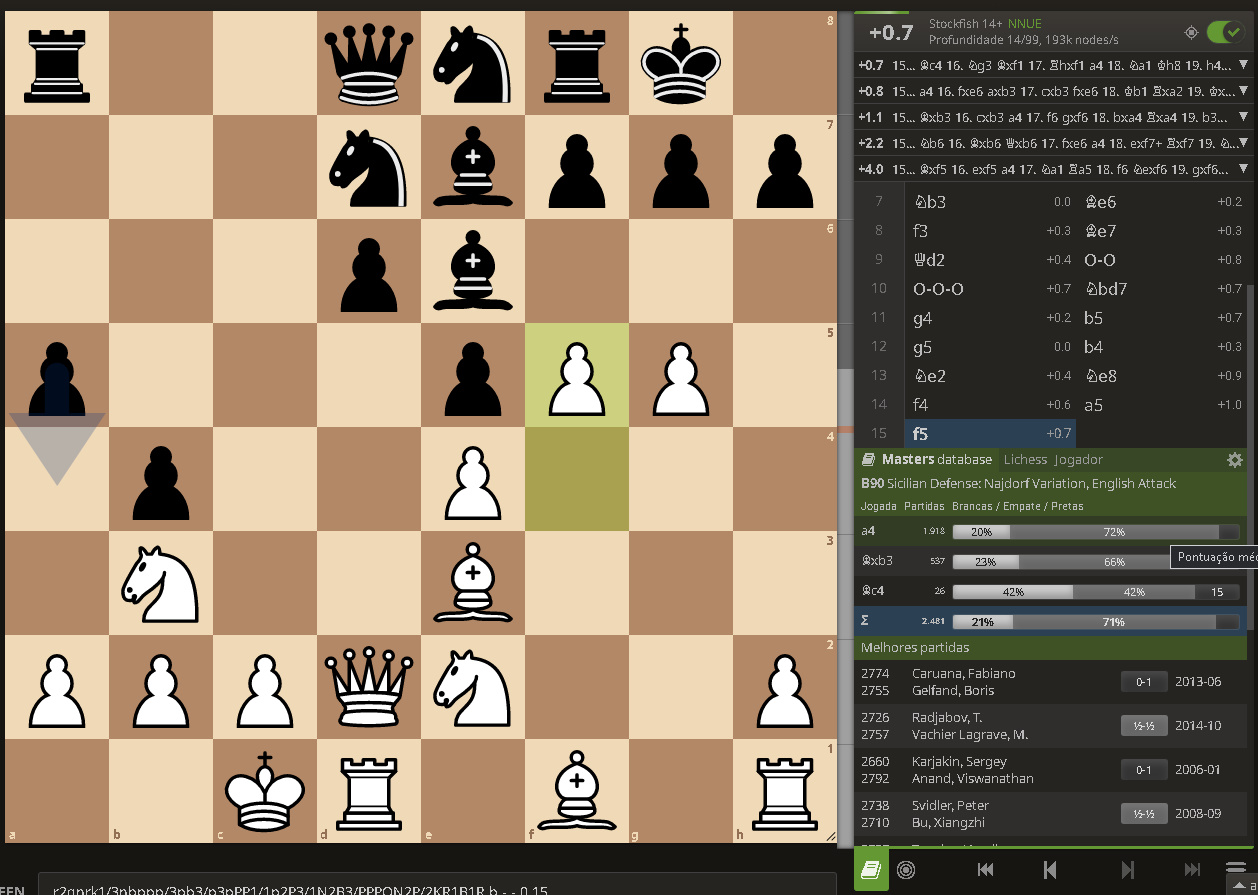 8
7
6
5
4
3
2
1
a
b
c
d
e
f
g
h
FEN
r2qnrk1/3nbppp/3pb3/p3pPP1/1p2P3/1N2B3/PPPQN2P/2KR1B1R b - - 0 15
+0.7
Stockfish 14+ NNUE
Profundidade 14/99, 193k nodes/s
+0.7 15... ♗c4 16. ♘g3 ♗xf1 17. ♖hxf1 a4 18. ♘a1 ♔h8 19. h4...
+0.8 15... a4 16. fxe6 axb3 17. cxb3 fxe6 18. ♔b1 ♖xa2 19. ♔x...
+1.1 15... ♗xb3 16. cxb3 a4 17. f6 gxf6 18. bxa4 ♖xa4 19. b3...
+2.2 15... ♘b6 16. ♗xb6 ♕xb6 17. fxe6 a4 18. exf7+ ♖xf7 19. ♘...
+4.0 15... ♗xf5 16. exf5 a4 17. ♘a1 ♖a5 18. f6 ♘exf6 19. gxf6...
7 ♘b3 0.0 ♗e6 +0.2
8 f3 +0.3 ♗e7 +0.3
9 ♕d2 +0.4 O-O +0.8
10 O-O-O +0.7 ♘bd7 +0.7
11 g4 +0.2 b5 +0.7
12 g5 0.0 b4 +0.3
13 ♘e2 +0.4 ♘e8 +0.9
14 f4 +0.6 a5 +1.0
15 f5 +0.7
Masters database Lichess Jogador
B90 Sicilian Defense: Najdorf Variation, English Attack
Jogada Partidas Brancas / Empate / Pretas
a4 1.918 20% 72%
♗xb3 537 23% 66%
Pontuação
♗c4 26 42% 42% 15
Σ 2.481 21% 71%
Melhores partidas
2774 Caruana, Fabiano
2755 Gelfand, Boris
0-1 2013-06
2726 Radjabov, T.
2757 Vachier Lagrave, M.
½-½ 2014-10
2660 Karjakin, Sergey
2792 Anand, Viswanathan
0-1 2006-01
2738 Svidler, Peter
2710 Bu, Xiangzhi
½-½ 2008-09